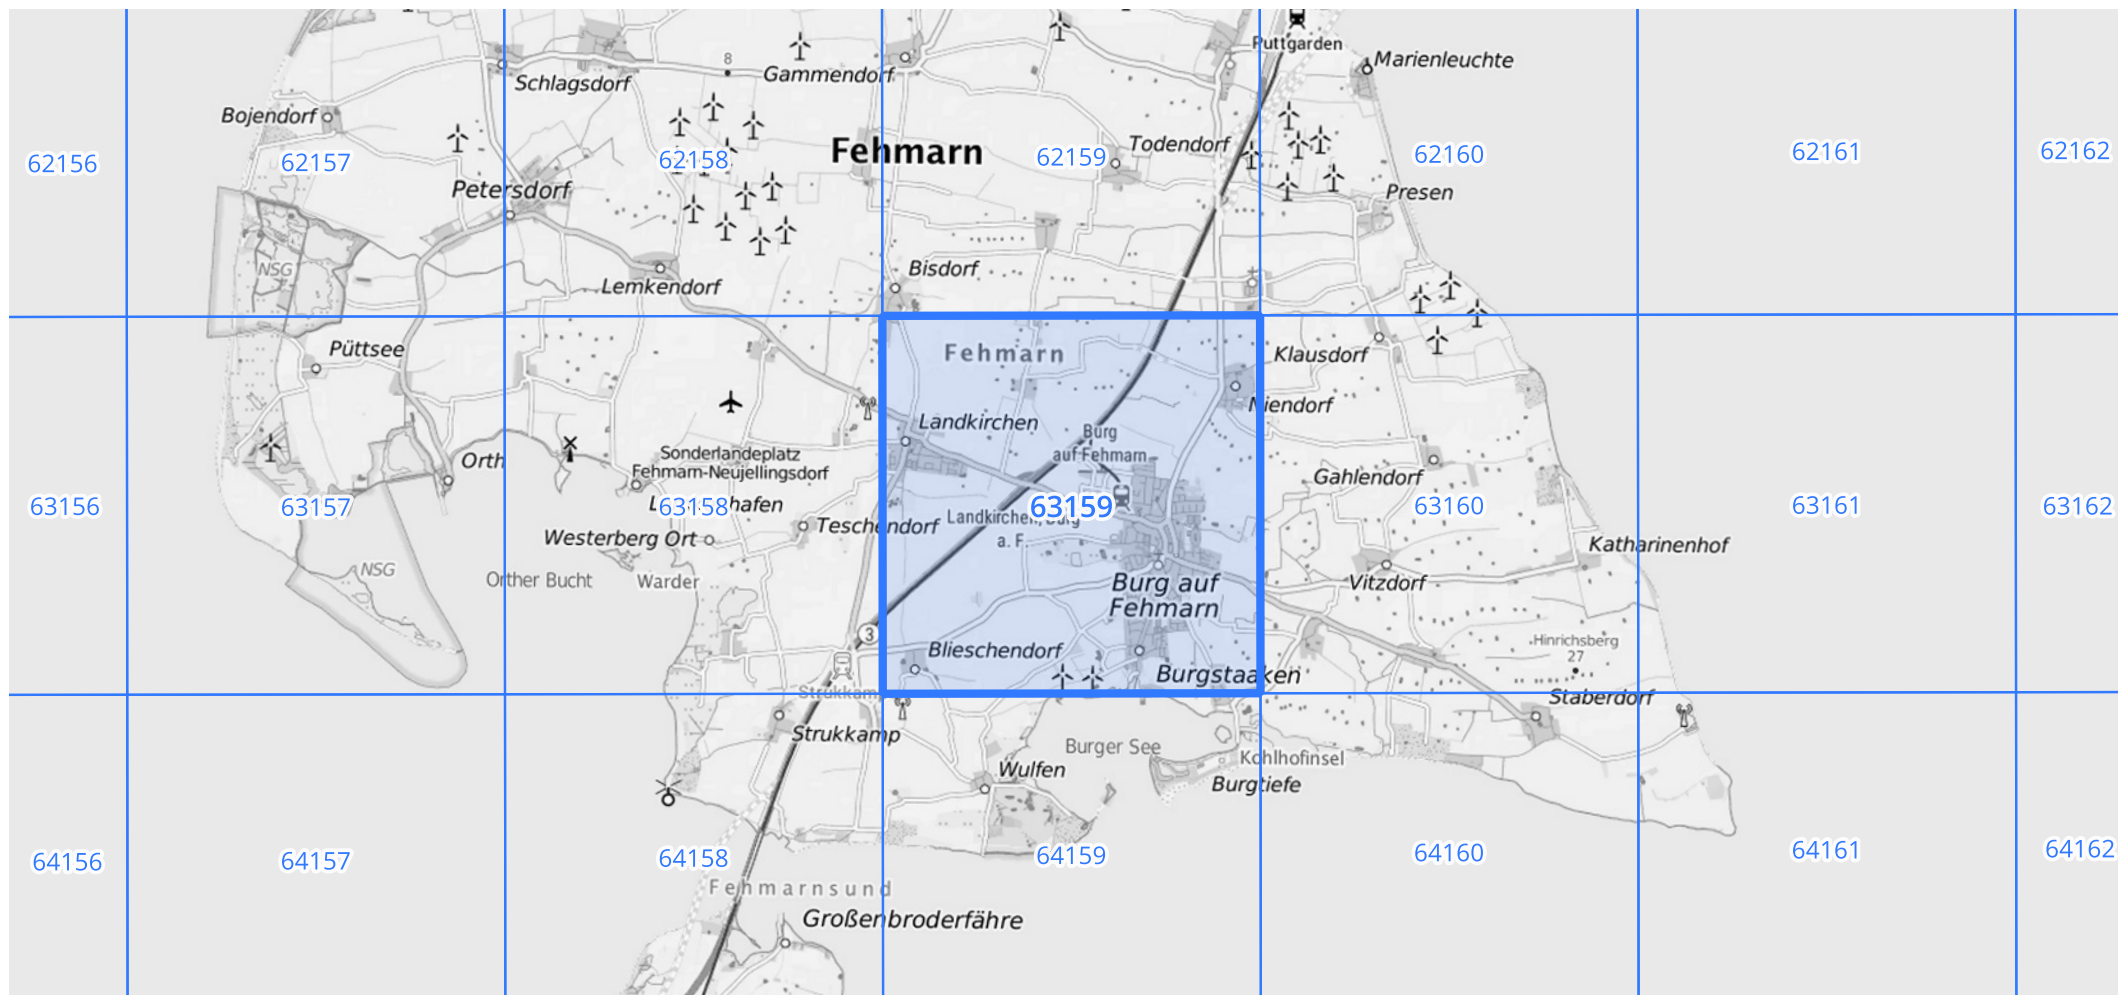 Puttgarden
Marienleuchte
8
Schlagsdorf
Gammendorf
Bojendorf
Todendorf
Fehmarn
62156
62157
62158
62159
62160
62161
62162
Petersdorf
Presen
NSG
Bisdorf
Lemkendorf
Püttsee
Fehmarn
Klausdorf
Niendorf
Landkirchen
Burg
auf Fehmarn
Sonderlandeplatz
Fehmarn-Neujellingsdorf
Orth
Gahlendorf
63156
63157
63158
hafen
63159
63160
63161
63162
Landkirchen, Burg
a. F.
Teschendorf
Westerberg Ort
Katharinenhof
NSG
Orther Bucht
Warder
Vitzdorf
Burg auf
Fehmarn
3
Hinrichsberg
27
Blieschendorf
Burgstaaken
Strukkamp
Staberdorf
Strukkamp
Burger See
Kohlhofinsel
Wulfen
Burgtiefe
64156
64157
64158
64159
64160
64161
64162
Fehmarnsund
Großenbroderfähre